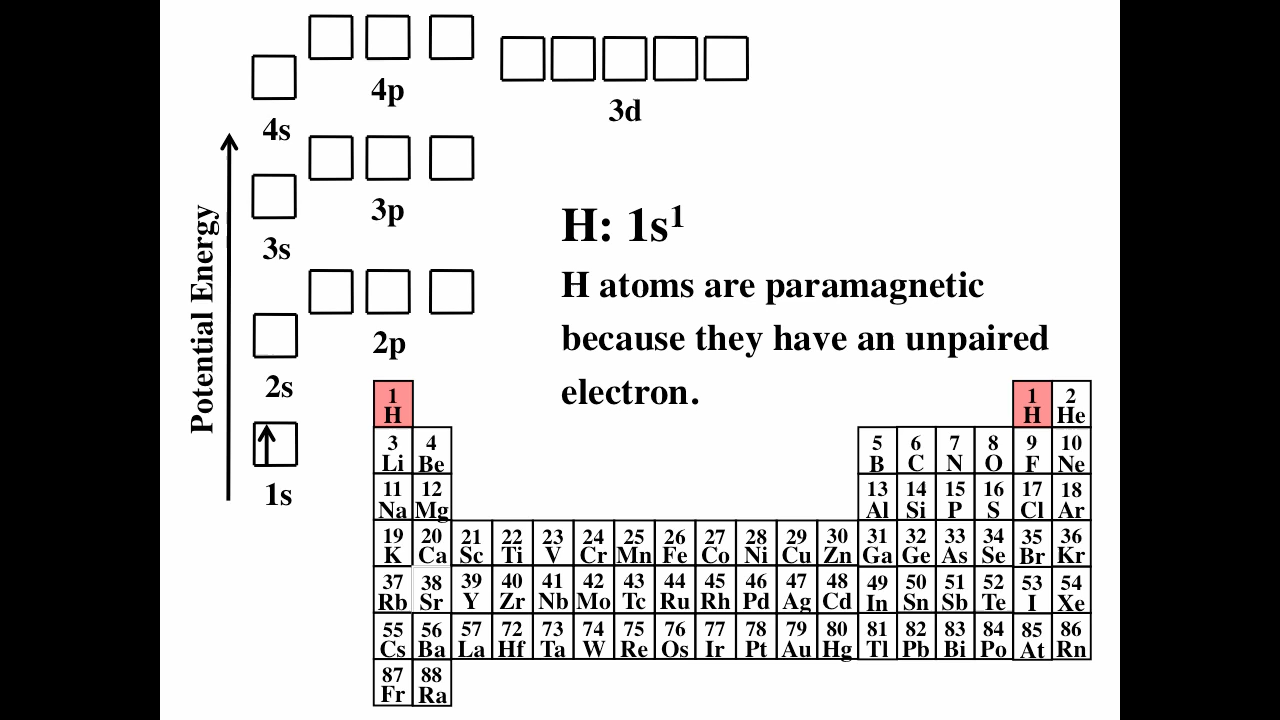 4p
3d
4s
3p
3s
2p
2s
1s
Potential Energy
H: 1s¹
H atoms are paramagnetic
because they have an unpaired
electron.
1 1 2
H H He
3 4 5 6 7 8 9 10
Li Be B C N O F Ne
11 12 13 14 15 16 17 18
Na Mg Al Si P S Cl Ar
19 20 21 22 23 24 25 26 27 28 29 30 31 32 33 34 35 36
K Ca Sc Ti V Cr Mn Fe Co Ni Cu Zn Ga Ge As Se Br Kr
37 38 39 40 41 42 43 44 45 46 47 48 49 50 51 52 53 54
Rb Sr Y Zr Nb Mo Tc Ru Rh Pd Ag Cd In Sn Sb Te I Xe
55 56 57 72 73 74 75 76 77 78 79 80 81 82 83 84 85 86
Cs Ba La Hf Ta W Re Os Ir Pt Au Hg Tl Pb Bi Po At Rn
87 88
Fr Ra